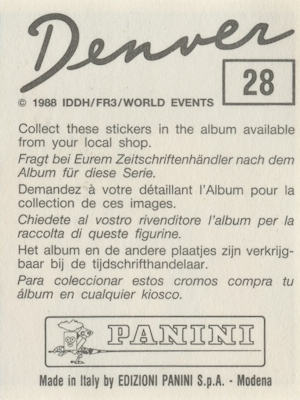 Denver
28
© 1988 IDDH/FR3/WORLD EVENTS
Collect these stickers in the album available
from your local shop.
Fragt bei Eurem Zeitschriftenhändler nach dem
Album für diese Serie.
Demandez à votre détaillant l'Album pour la
collection de ces images.
Chiedete al vostro rivenditore l'album per la
raccolta di queste figurine.
Het album en de andere plaatjes zijn verkrijg-
baar bij de tijdschrifthandelaar.
Para coleccionar estos cromos compra tu
álbum en cualquier kiosco.
PANINI
Made in Italy by EDIZIONI PANINI S.p.A. - Modena